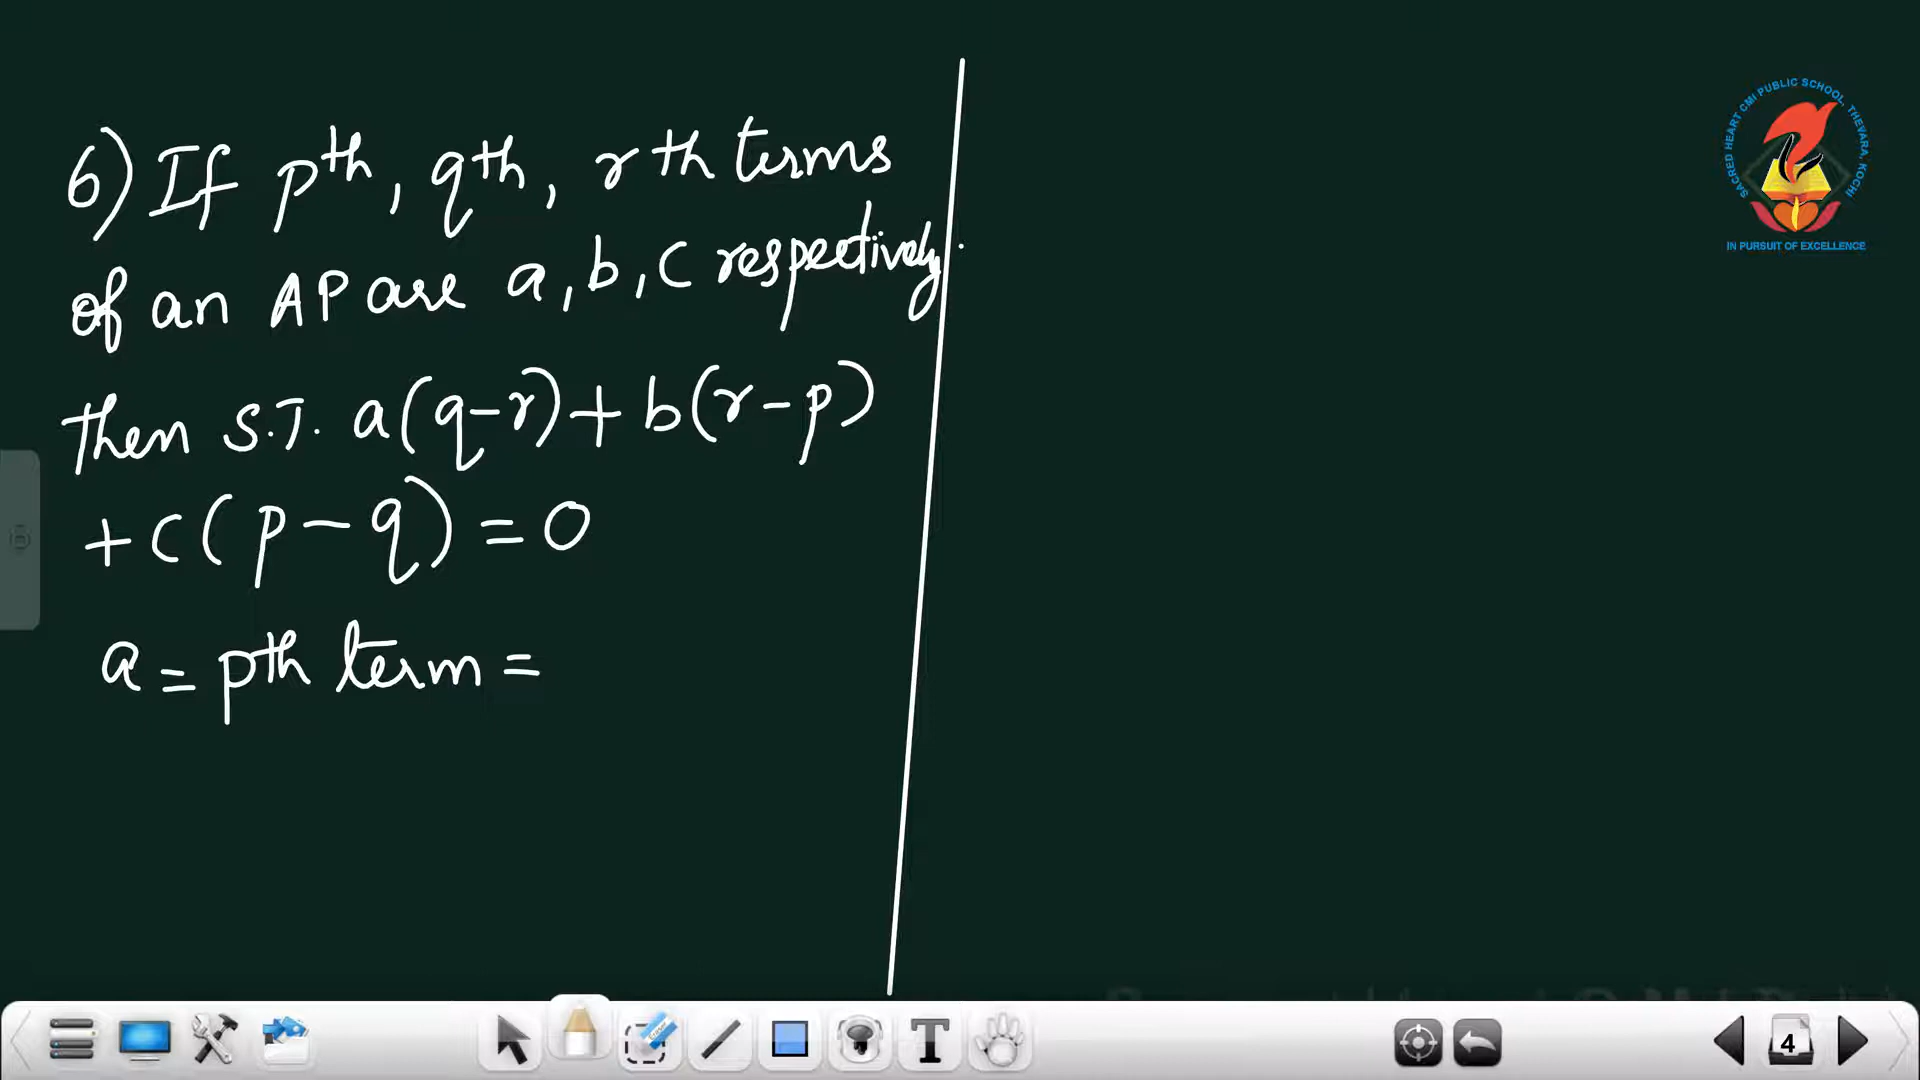 6) If pth, qth, rth terms
of an AP are a, b, c respectively.
then S.T. a(q-r)+b(r-p)
+c(p-q)=0
a = pth term =
SACRED HEART CMI PUBLIC SCHOOL, THEVARA, KOCHI
IN PURSUIT OF EXCELLENCE
T
4